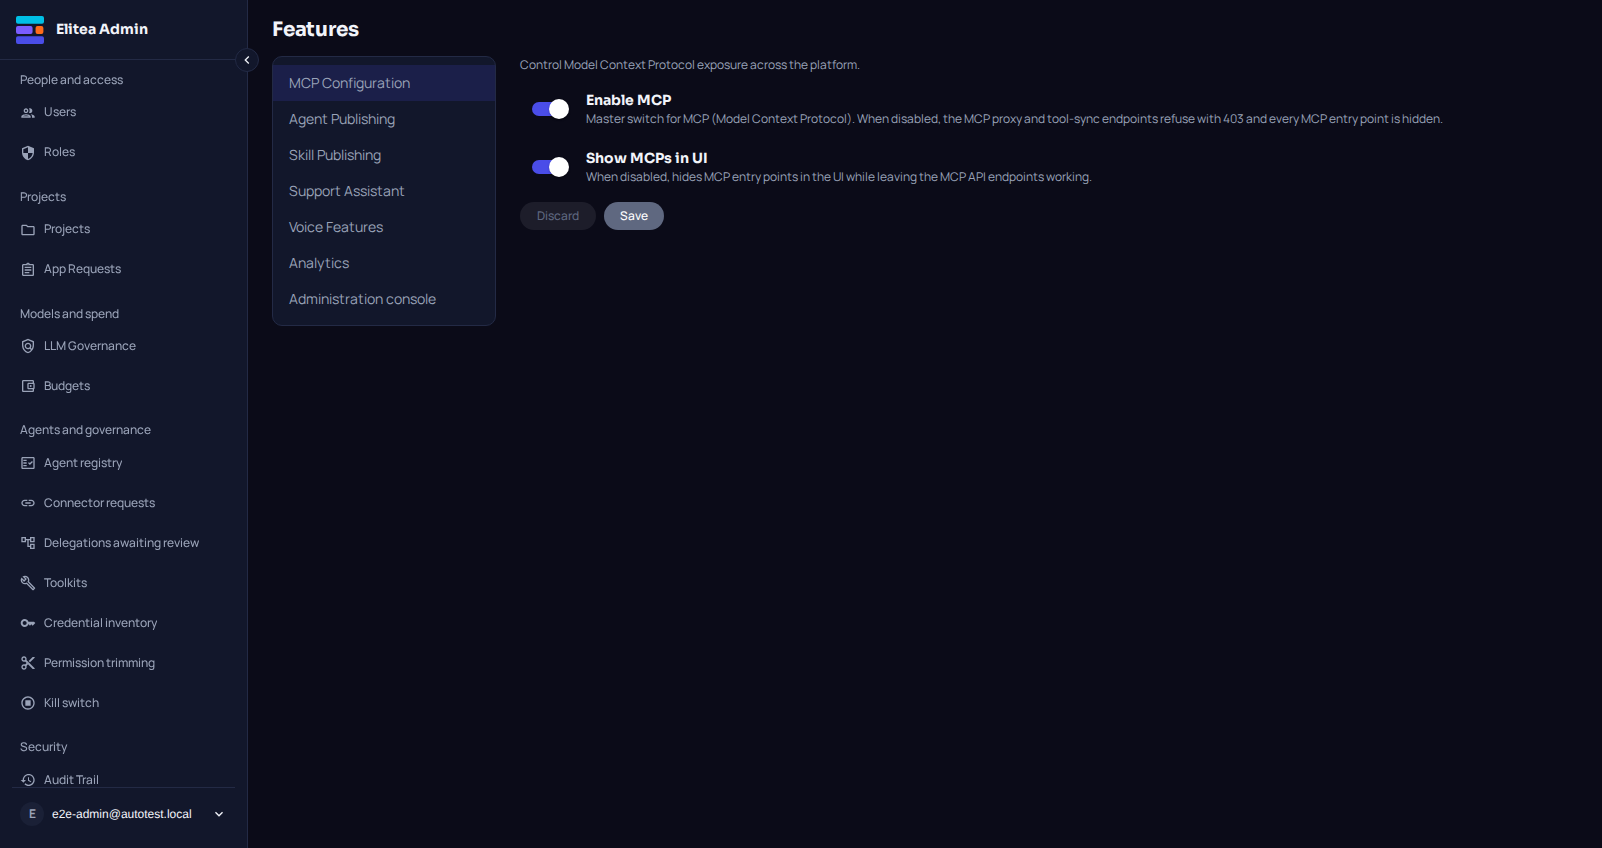 Elitea Admin
People and access
Users
Roles
Projects
Projects
App Requests
Models and spend
LLM Governance
Budgets
Agents and governance
Agent registry
Connector requests
Delegations awaiting review
Toolkits
Credential inventory
Permission trimming
Kill switch
Security
Audit Trail
E
e2e-admin@autotest.local
Features
MCP Configuration
Agent Publishing
Skill Publishing
Support Assistant
Voice Features
Analytics
Administration console
Control Model Context Protocol exposure across the platform.
Enable MCP
Master switch for MCP (Model Context Protocol). When disabled, the MCP proxy and tool-sync endpoints refuse with 403 and every MCP entry point is hidden.
Show MCPs in UI
When disabled, hides MCP entry points in the UI while leaving the MCP API endpoints working.
Discard
Save